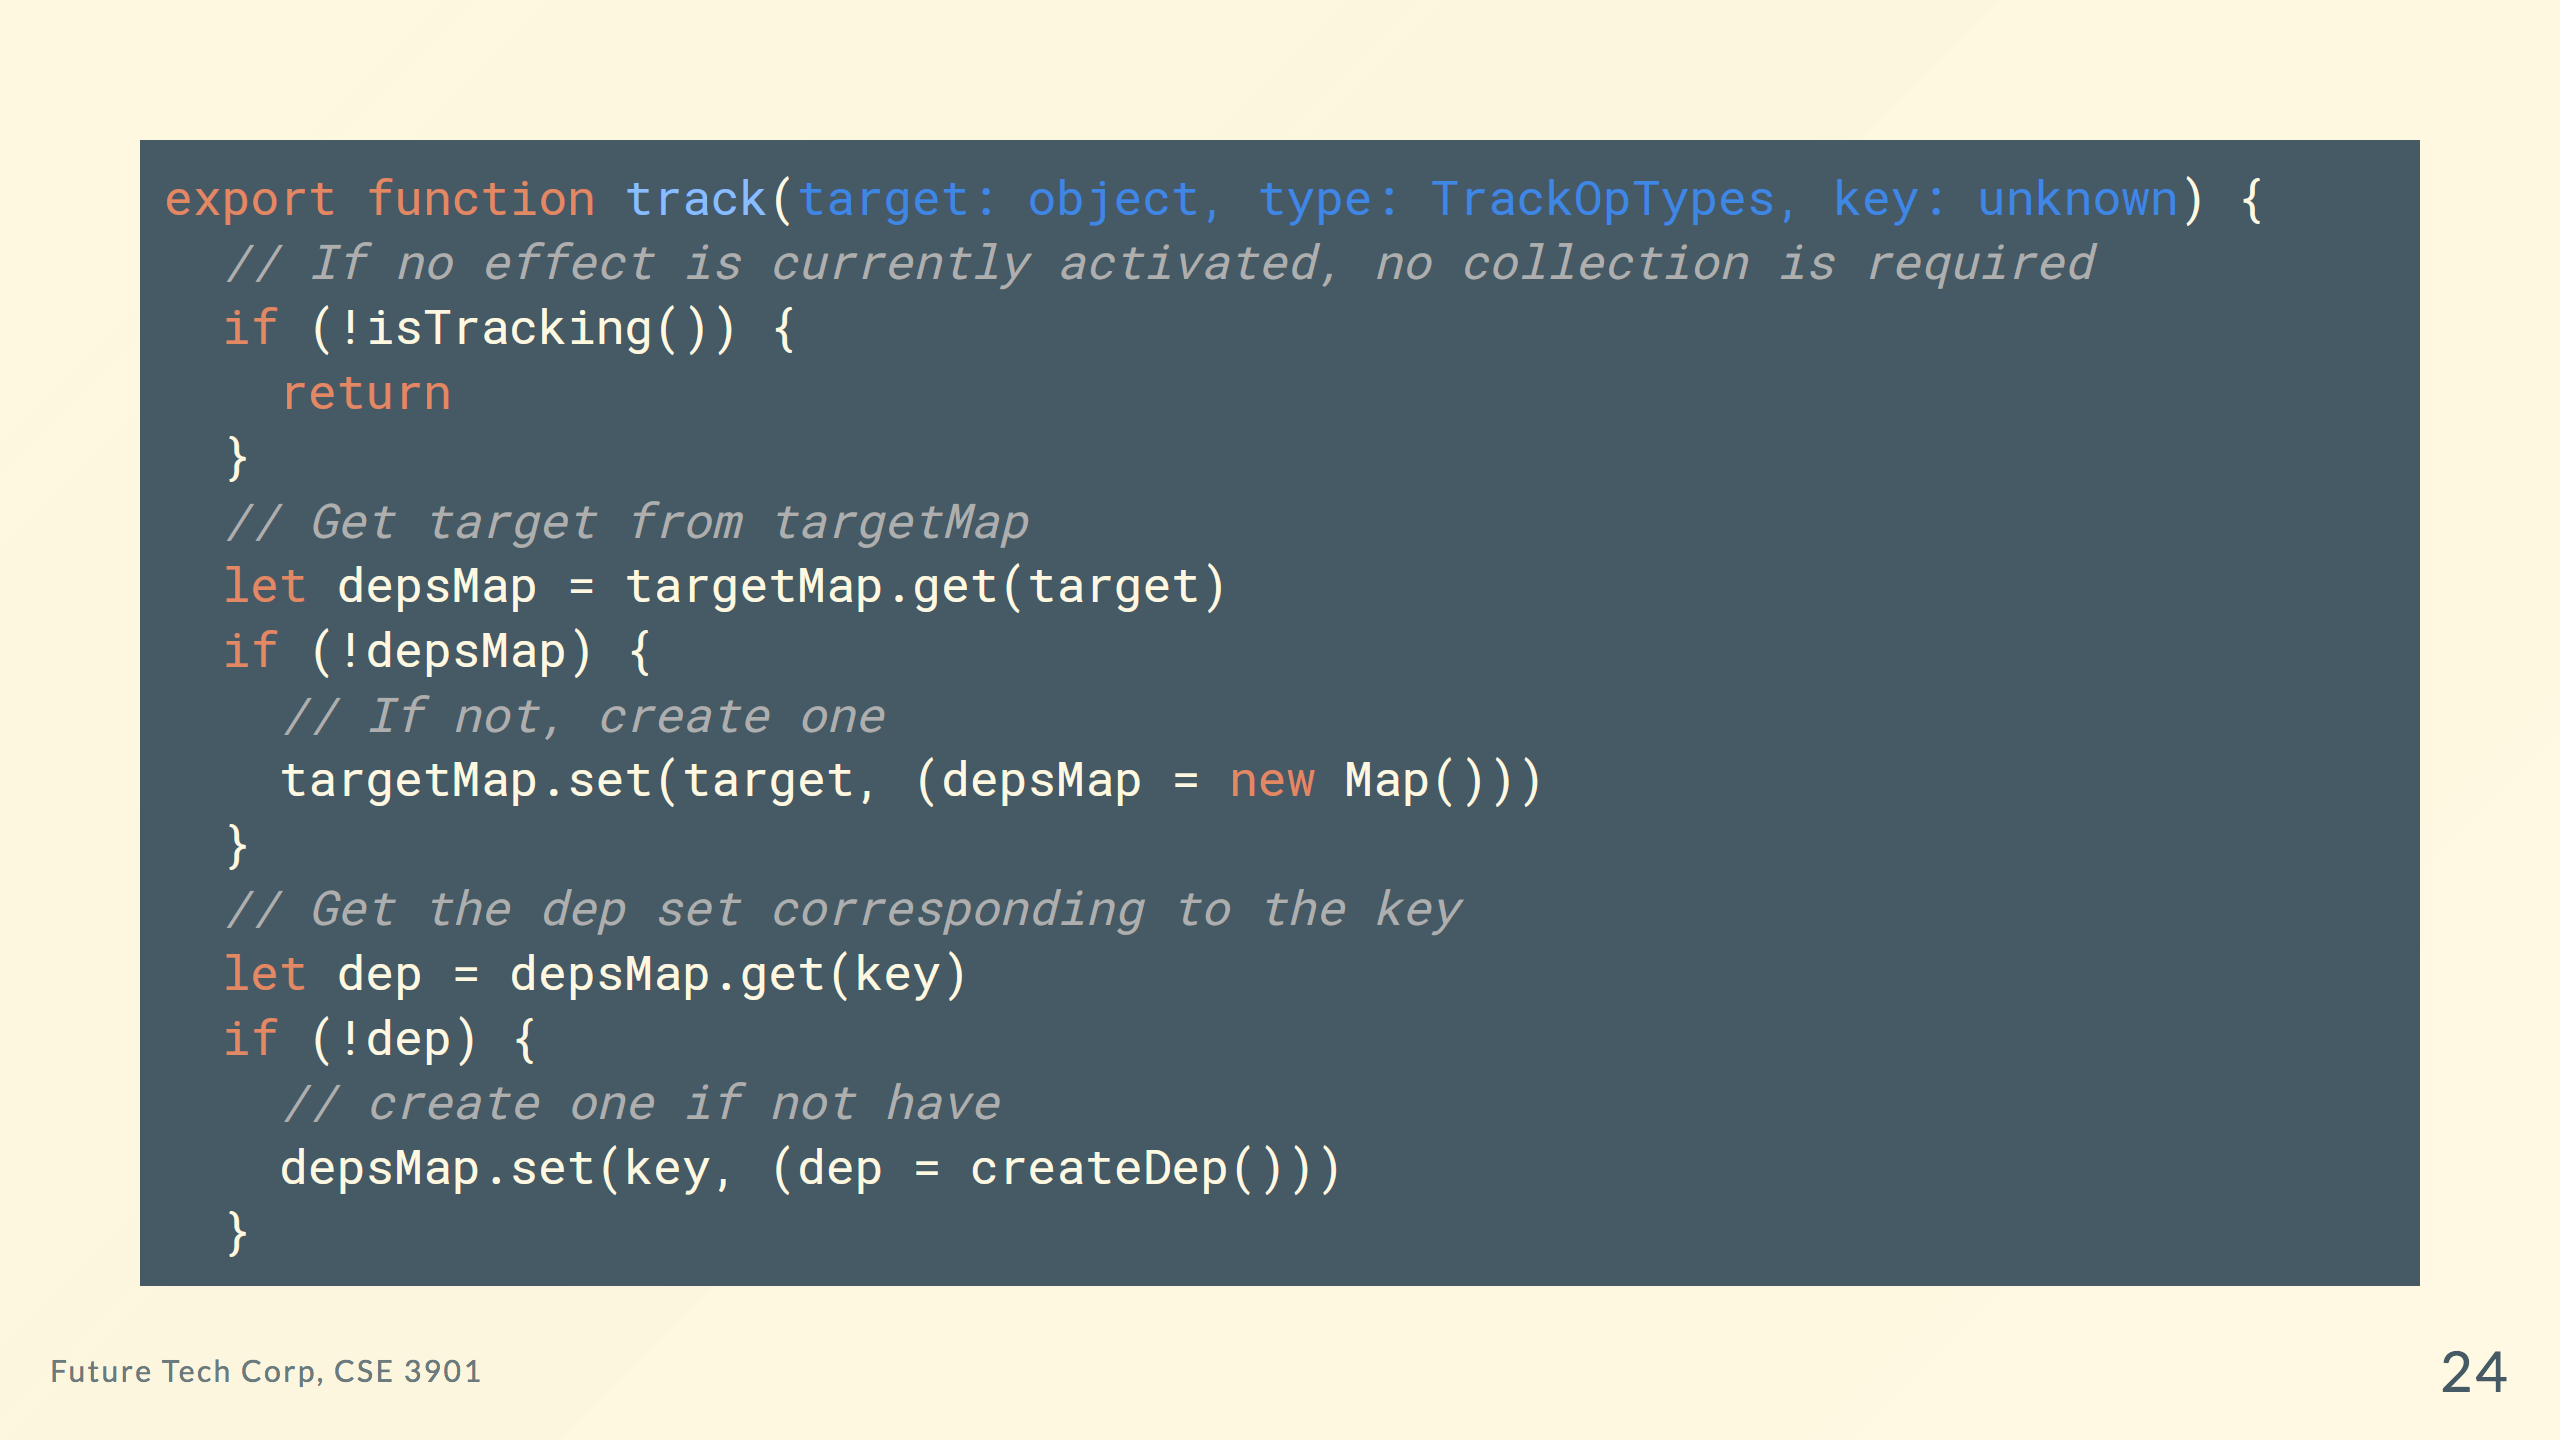 export function track(target: object, type: TrackOpTypes, key: unknown) {
  // If no effect is currently activated, no collection is required
  if (!isTracking()) {
    return
  }
  // Get target from targetMap
  let depsMap = targetMap.get(target)
  if (!depsMap) {
    // If not, create one
    targetMap.set(target, (depsMap = new Map()))
  }
  // Get the dep set corresponding to the key
  let dep = depsMap.get(key)
  if (!dep) {
    // create one if not have
    depsMap.set(key, (dep = createDep()))
  }
Future Tech Corp, CSE 3901
24